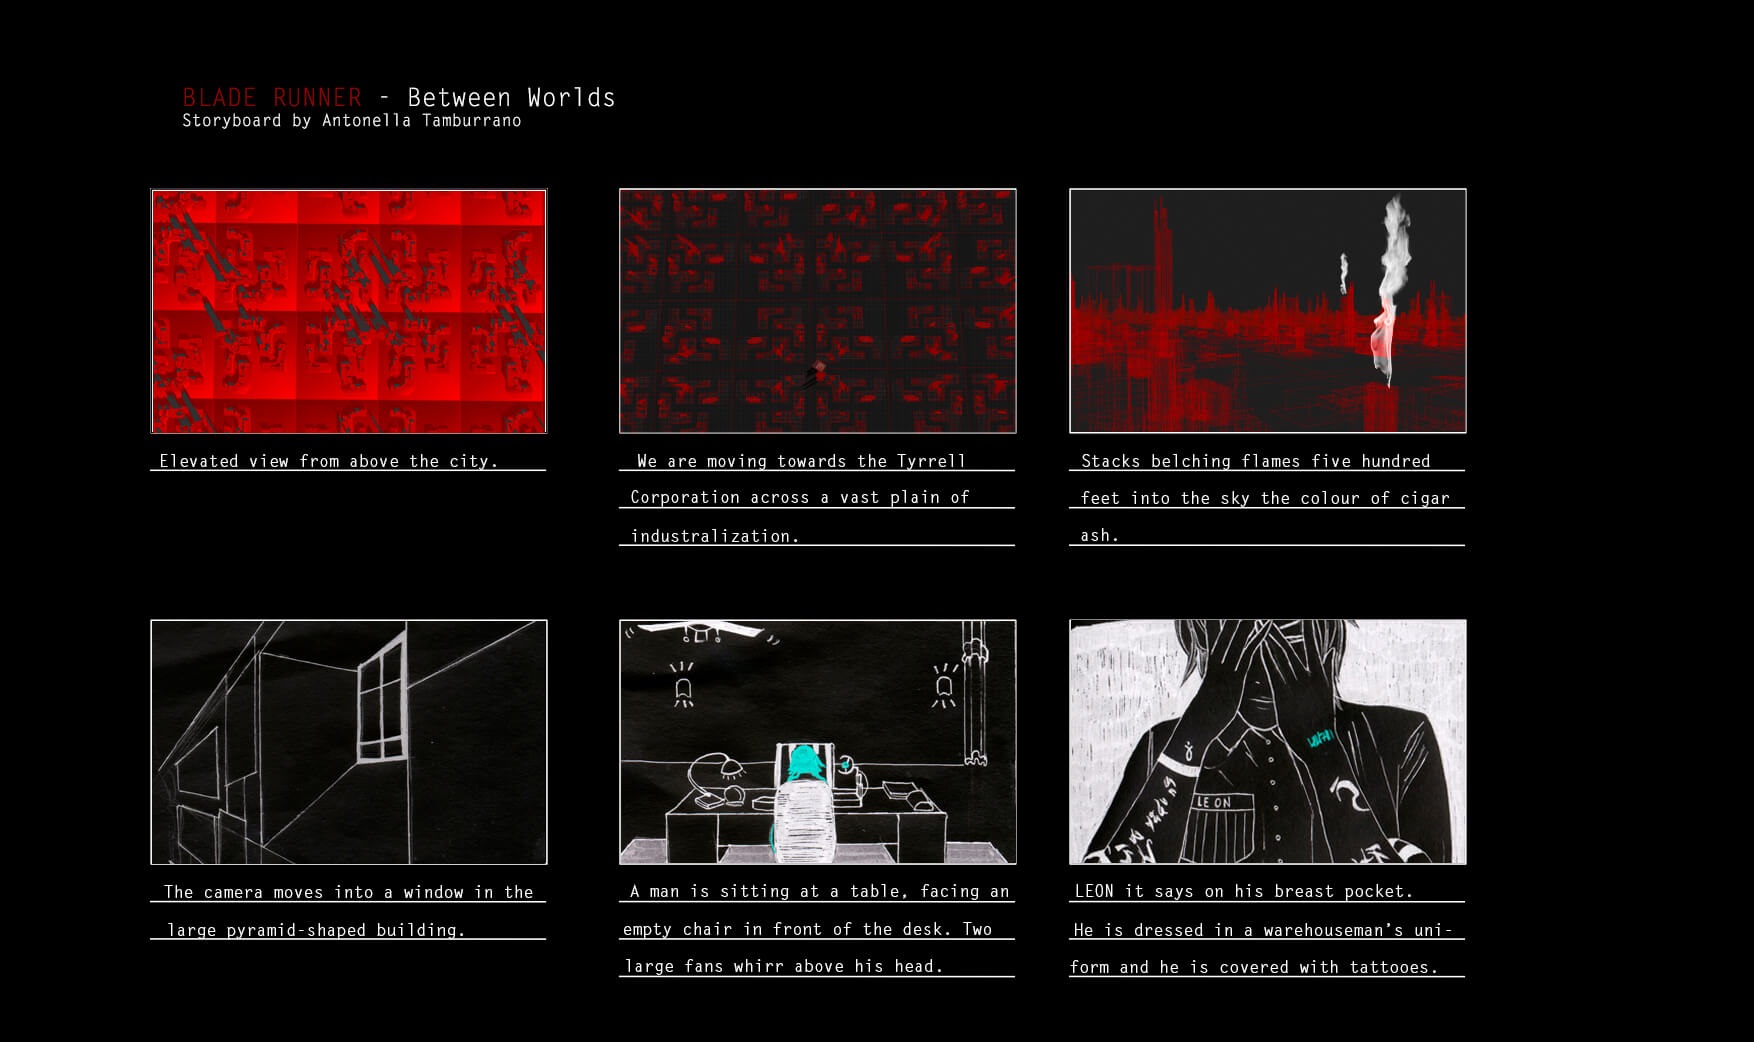 BLADE RUNNER - Between Worlds
Storyboard by Antonella Tamburrano
Elevated view from above the city.
We are moving towards the Tyrrell
Corporation across a vast plain of
industralization.
Stacks belching flames five hundred
feet into the sky the colour of cigar
ash.
The camera moves into a window in the
large pyramid-shaped building.
A man is sitting at a table, facing an
empty chair in front of the desk. Two
large fans whirr above his head.
LEON
LEON it says on his breast pocket.
He is dressed in a warehouseman's uni-
form and he is covered with tattooes.